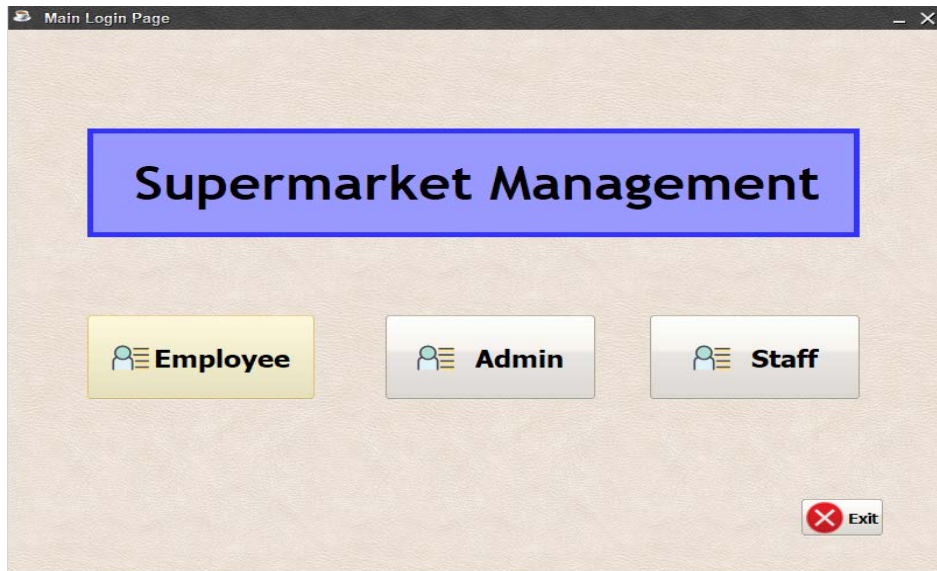 Main Login Page
Supermarket Management
Employee
Admin
Staff
Exit